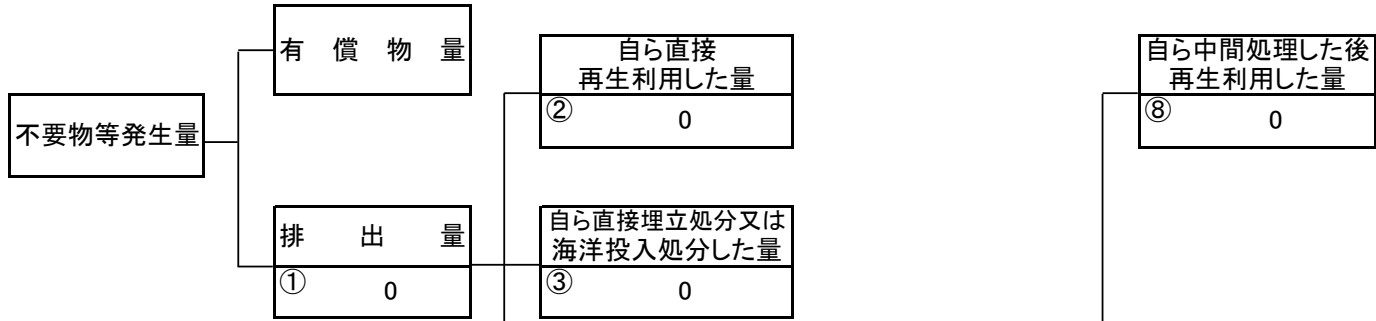 有償物量
自ら直接
再生利用した量
② 0
自ら中間処理した後
再生利用した量
⑧ 0
不要物等発生量
排出量
① 0
自ら直接埋立処分又は
海洋投入処分した量
③ 0